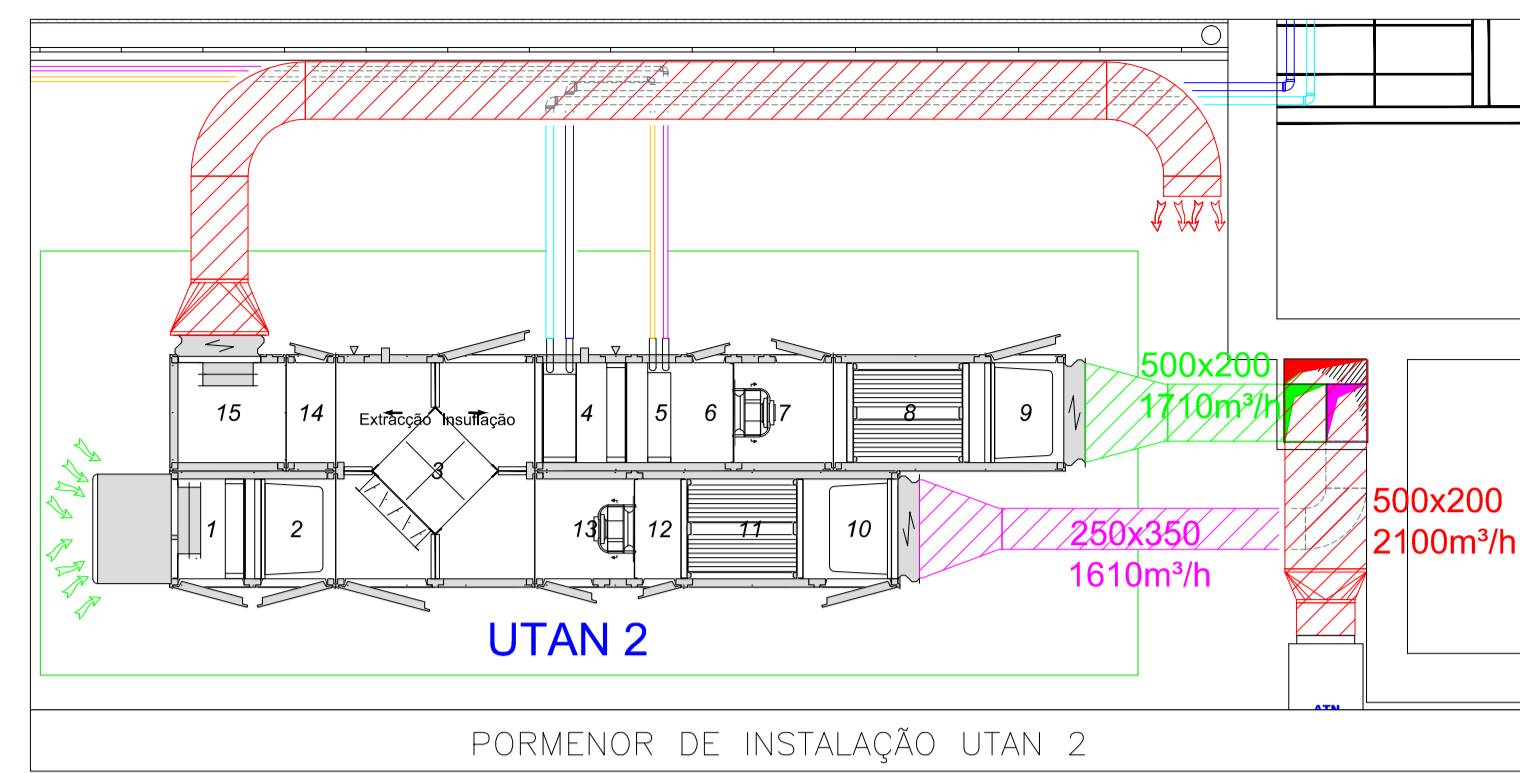 500x200
1710m³/h
15
14
Extracção
Insuflação
4
5
6
7
8
9
3
1
2
13
12
11
10
250x350
1610m³/h
500x200
2100m³/h
UTAN 2
ATN
PORMENOR DE INSTALAÇÃO UTAN 2